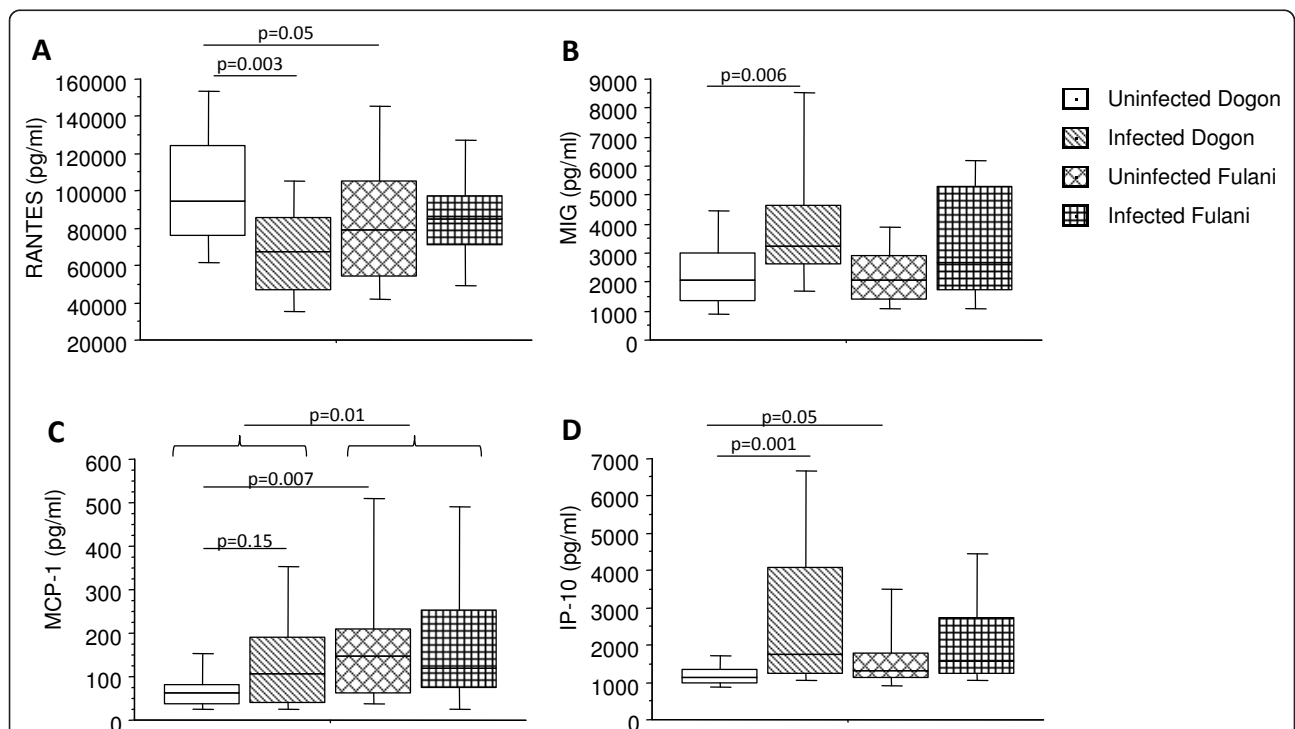 A
p=0.05
p=0.003
RANTES (pg/ml)
160000
140000
120000
100000
80000
60000
40000
20000
B
p=0.006
MIG (pg/ml)
9000
8000
7000
6000
5000
4000
3000
2000
1000
0
Uninfected Dogon
Infected Dogon
Uninfected Fulani
Infected Fulani
C
p=0.01
p=0.007
p=0.15
MCP-1 (pg/ml)
600
500
400
300
200
100
0
D
p=0.05
p=0.001
IP-10 (pg/ml)
7000
6000
5000
4000
3000
2000
1000
0